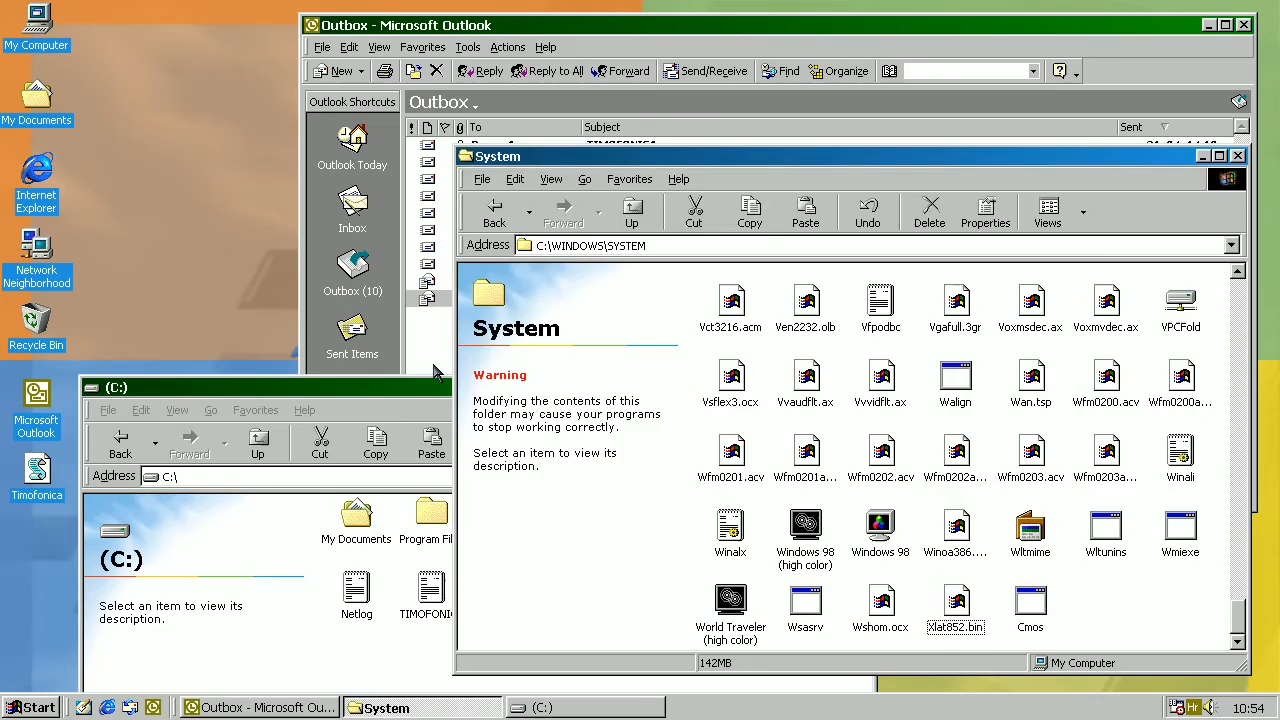 My Computer
My Documents
Internet
Explorer
Network
Neighborhood
Recycle Bin
Microsoft
Outlook
Timofonica
Outbox - Microsoft Outlook
File Edit View Favorites Tools Actions Help
New Reply Reply to All Forward Send/Receive Find Organize
Outlook Shortcuts
Outbox
To Subject Sent
Outlook Today
Inbox
Outbox (10)
Sent Items
System
File Edit View Go Favorites Help
Back Forward Up Cut Copy Paste Undo Delete Properties Views
Address C:\WINDOWS\SYSTEM
System
Warning
Modifying the contents of this
folder may cause your programs
to stop working correctly.
Select an item to view its
description.
Vct3216.acm Ven2232.olb Vfpodbc Vgafull.3gr Voxmsdec.ax Voxmvdec.ax VPCFold
Vsflex3.ocx Vvaudflt.ax Vvvidflt.ax Walign Wan.tsp Wfm0200.acv Wfm0200a...
Wfm0201.acv Wfm0201a... Wfm0202.acv Wfm0202a... Wfm0203.acv Wfm0203a... Winali
Winalx Windows 98
(high color) Windows 98 Winoa386.... Wltmime Wltunins Wmiexe
World Traveler
(high color) Wsasrv Wshom.ocx Xlat852.bin Cmos
142MB My Computer
(C:)
File Edit View Go Favorites Help
Back Forward Up Cut Copy Paste
Address C:\
(C:)
Select an item to view its
description.
My Documents Program Fil
Netlog TIMOFONI
Start Outbox - Microsoft Ou... System (C:) Hr 10:54